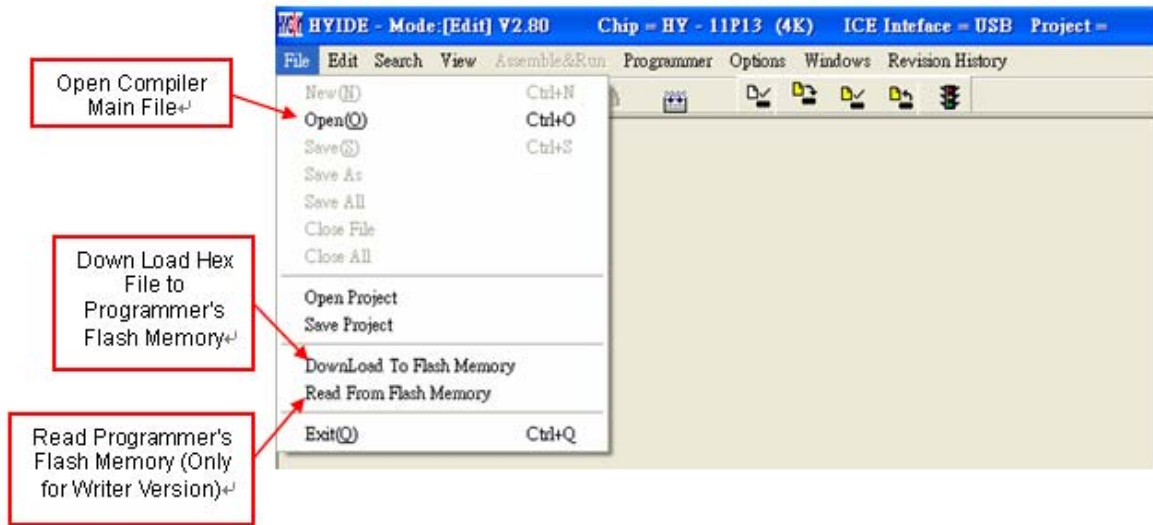 HYIDE - Mode:[Edit] V2.80 Chip = HY - 11P13 (4K) ICE Inteface = USB Project =
File Edit Search View Assemble&Run Programmer Options Windows Revision History
Open Compiler
Main File↵
New(N) Ctrl+N
Open(O) Ctrl+O
Save(S) Ctrl+S
Save As
Save All
Close File
Close All
Down Load Hex
File to
Programmer's
Flash Memory↵
Open Project
Save Project
DownLoad To Flash Memory
Read From Flash Memory
Read Programmer's
Flash Memory (Only
for Writer Version)↵
Exit(Q) Ctrl+Q